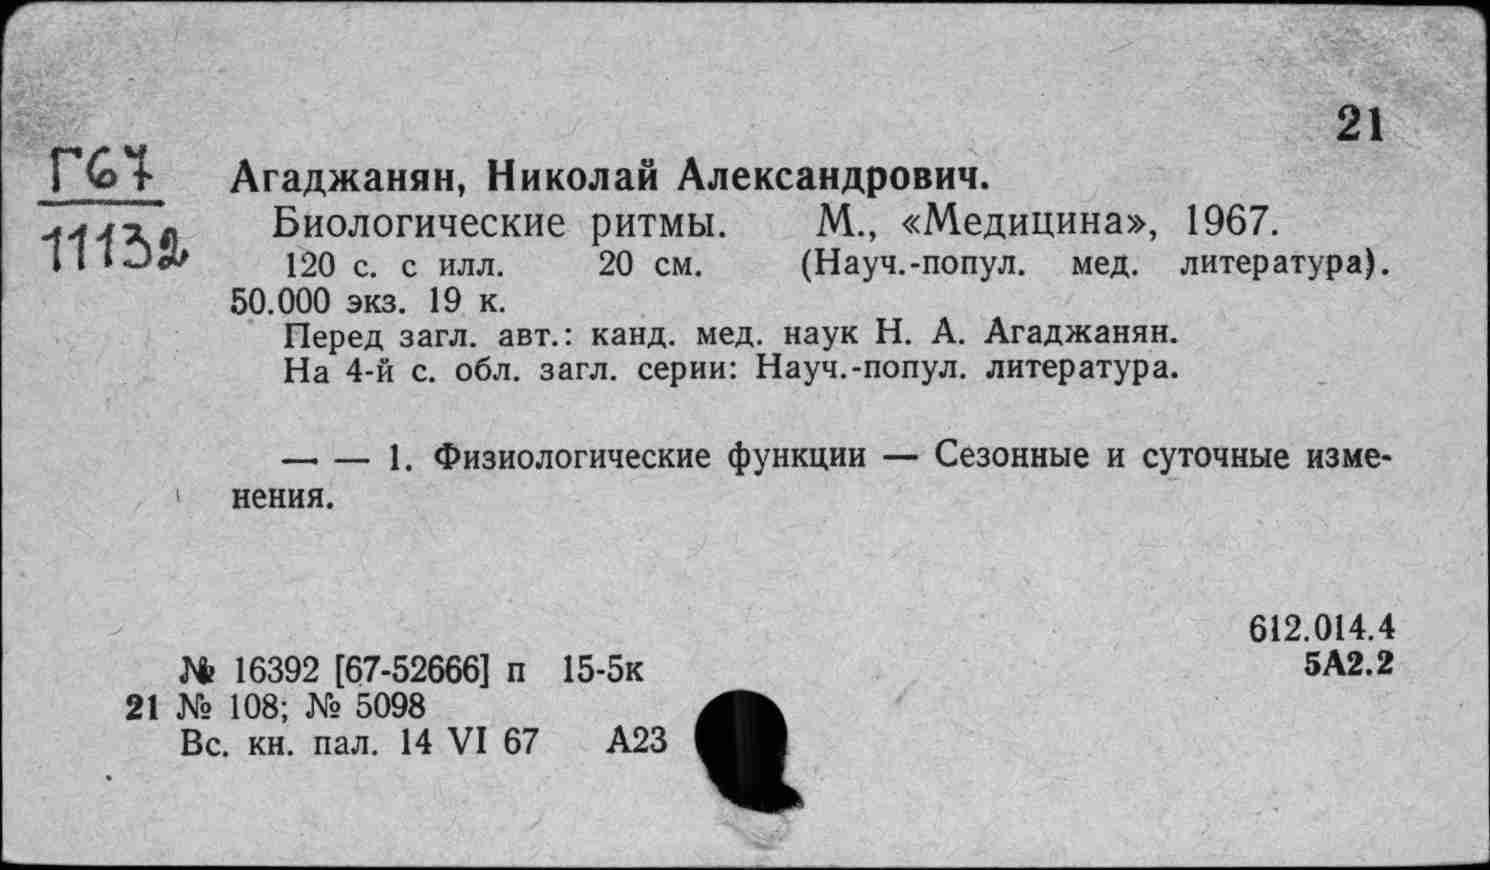 21
Г67
11132
Агаджанян, Николай Александрович.
Биологические ритмы. М., «Медицина», 1967.
120 с. с илл. 20 см. (Науч.-попул. мед. литература).
50.000 экз. 19 к.
Перед загл. авт.: канд. мед. наук Н. А. Агаджанян.
На 4-й с. обл. загл. серии: Науч.-попул. литература.
— — 1. Физиологические функции — Сезонные и суточные изме-
нения.
612.014.4
№ 16392 [67-52666] п 15-5к 5А2.2
21 № 108; № 5098
Вс. кн. пал. 14 VI 67 А23